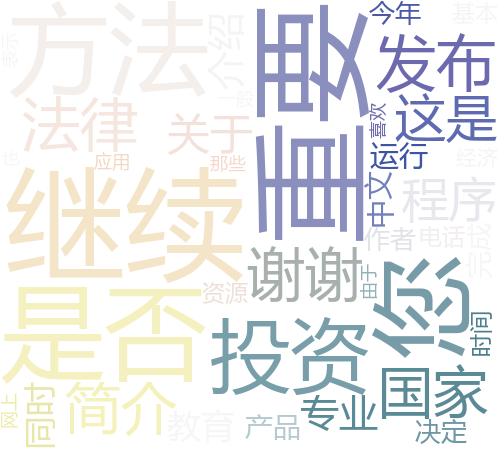 方法
介绍
重要
今年
基本
表示
发布
喜欢
这是
法律
关于
一般
也
应用
那些
运行
经济
继续
中文
程序
作者
电话
完成
谢谢
由于
您
资源
是否
投资
时间
国家
网上
同时
简介
教育
产品
专业
决定